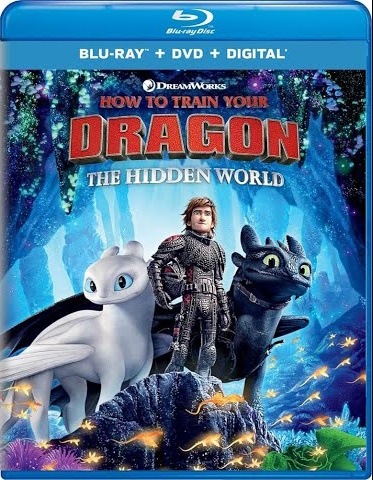 Blu-ray Disc
BLU-RAY™ + DVD + DIGITAL*
DREAMWORKS
HOW TO TRAIN YOUR
DRAGON
THE HIDDEN WORLD